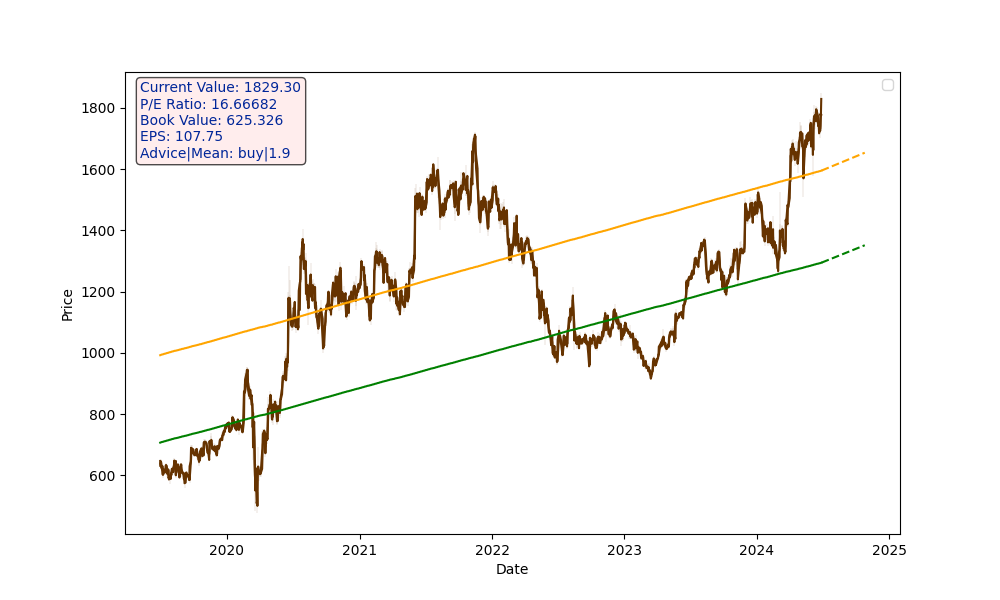 Current Value: 1829.30
P/E Ratio: 16.66682
Book Value: 625.326
EPS: 107.75
Advice|Mean: buy|1.9
Price
1800
1600
1400
1200
1000
800
600
2020 2021 2022 2023 2024 2025
Date